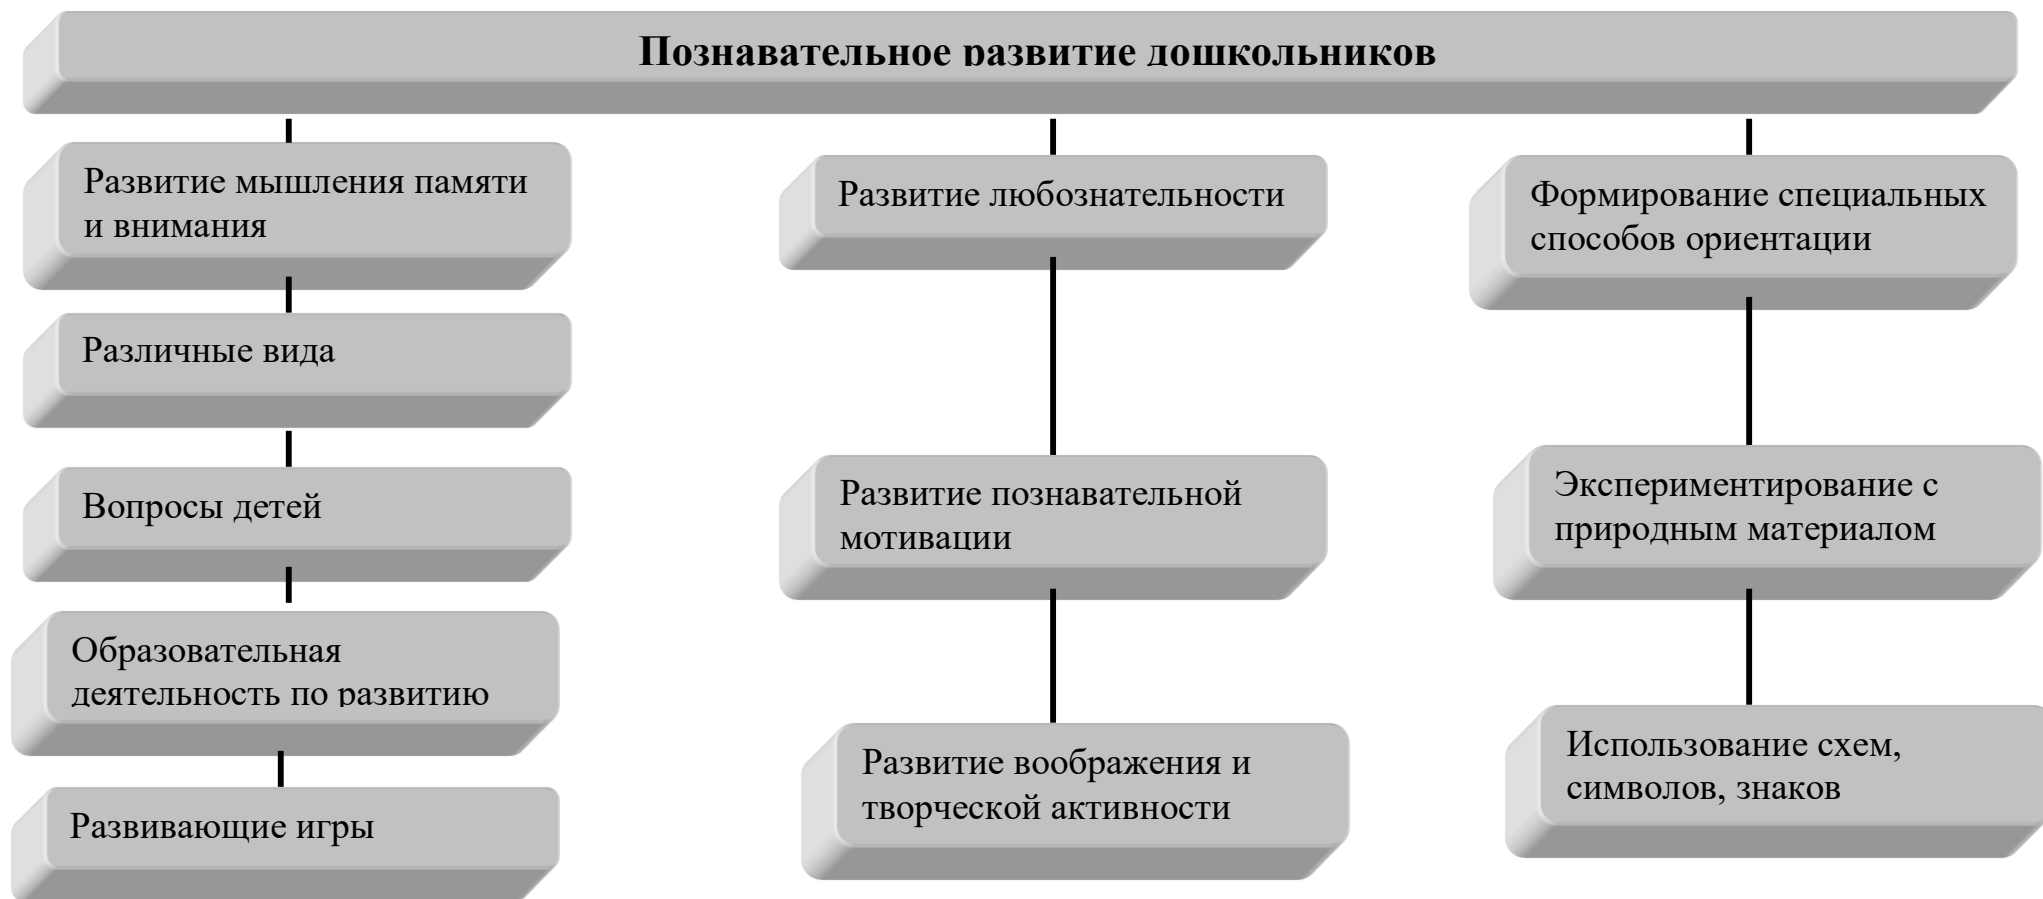 Познавательное развитие дошкольников
Развитие мышления памяти
и внимания
Различные вида
Вопросы детей
Образовательная
деятельность по развитию
Развивающие игры
Развитие любознательности
Развитие познавательной
мотивации
Развитие воображения и
творческой активности
Формирование специальных
способов ориентации
Экспериментирование с
природным материалом
Использование схем,
символов, знаков